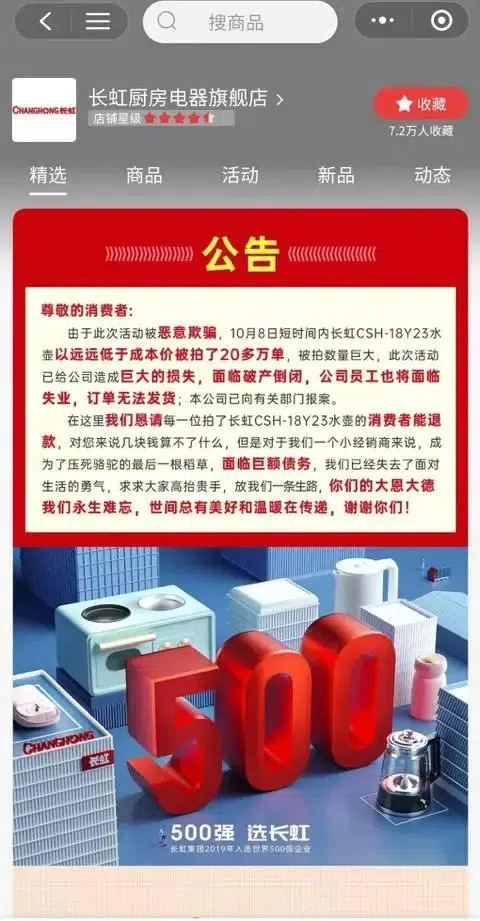 搜商品
CHANGHONG长虹
长虹厨房电器旗舰店
收藏
店铺星级
7.2万人收藏
精选 商品 活动 新品 动态
公告
尊敬的消费者:
由于此次活动被恶意欺骗，10月8日短时间内长虹CSH-18Y23水
壶以远远低于成本价被拍了20多万单，被拍数量巨大，此次活动
已给公司造成巨大的损失，面临破产倒闭，公司员工也将面临
失业，订单无法发货；本公司已向有关部门报案。
在这里我们恳请每一位拍了长虹CSH-18Y23水壶的消费者能退
款，对您来说几块钱算不了什么，但是对于我们一个小经销商来说，成
为了压死骆驼的最后一根稻草，面临巨额债务，我们已经失去了面对
生活的勇气，求求大家高抬贵手，放我们一条生路，你们的大恩大德
我们永生难忘，世间总有美好和温暖在传递，谢谢你们！
500
CHANGHONG
长虹
500强 选长虹
长虹集团2019年入选世界500强企业